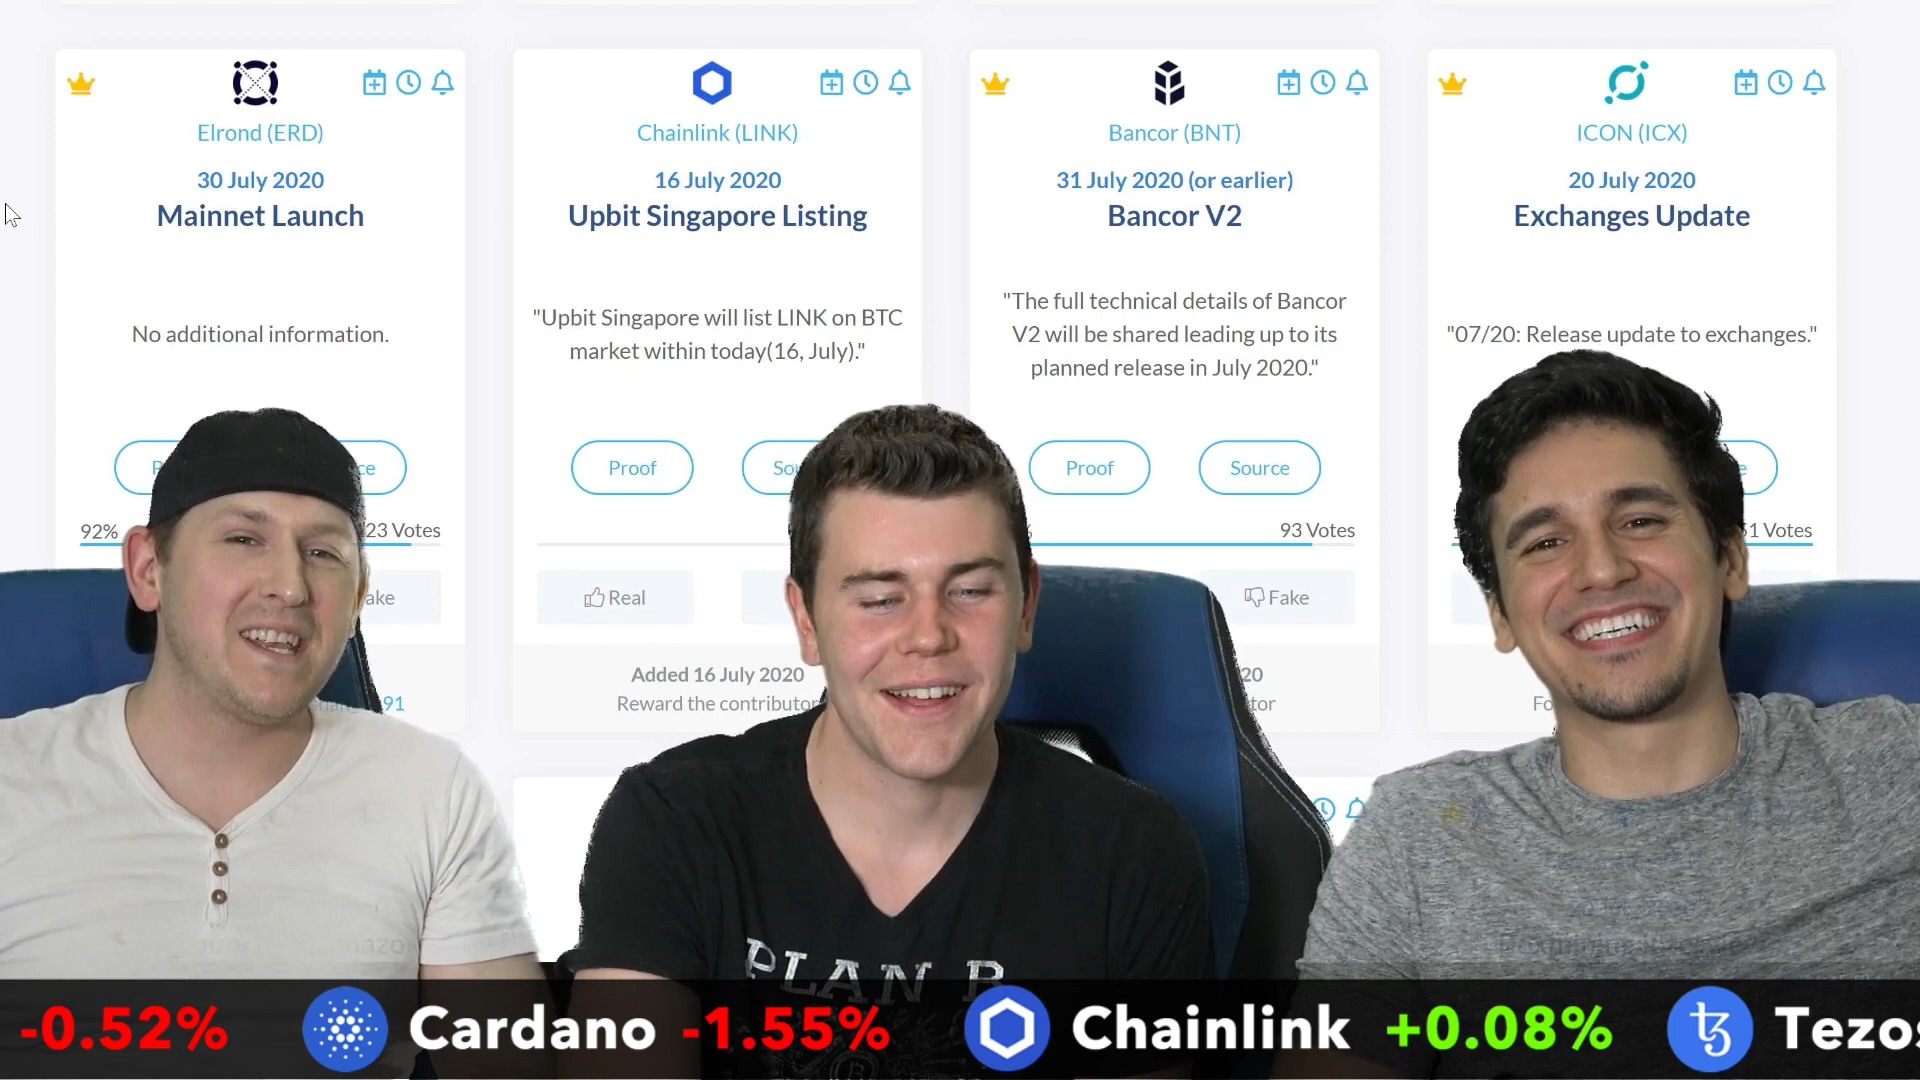 Elrond (ERD)
30 July 2020
Mainnet Launch
No additional information.
92%
23 Votes
Chainlink (LINK)
16 July 2020
Upbit Singapore Listing
"Upbit Singapore will list LINK on BTC
market within today(16, July)."
Proof
Real
Added 16 July 2020
Reward the contributor
Bancor (BNT)
31 July 2020 (or earlier)
Bancor V2
"The full technical details of Bancor
V2 will be shared leading up to its
planned release in July 2020."
Proof Source
93 Votes
Fake
ICON (ICX)
20 July 2020
Exchanges Update
"07/20: Release update to exchanges."
51 Votes
PLAN B
-0.52% Cardano -1.55% Chainlink +0.08% Tezos